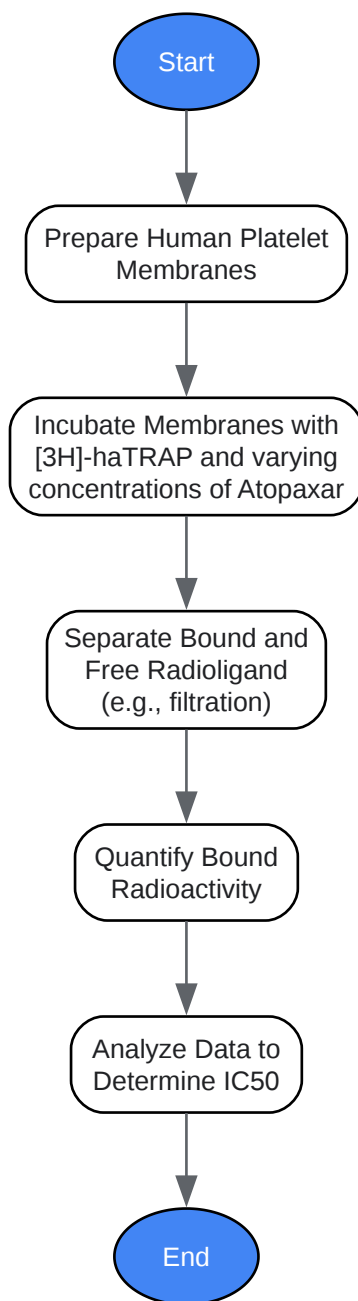 Start
Prepare Human Platelet
Membranes
Incubate Membranes with
[3H]-haTRAP and varying
concentrations of Atopaxar
Separate Bound and
Free Radioligand
(e.g., filtration)
Quantify Bound
Radioactivity
Analyze Data to
Determine IC50
End